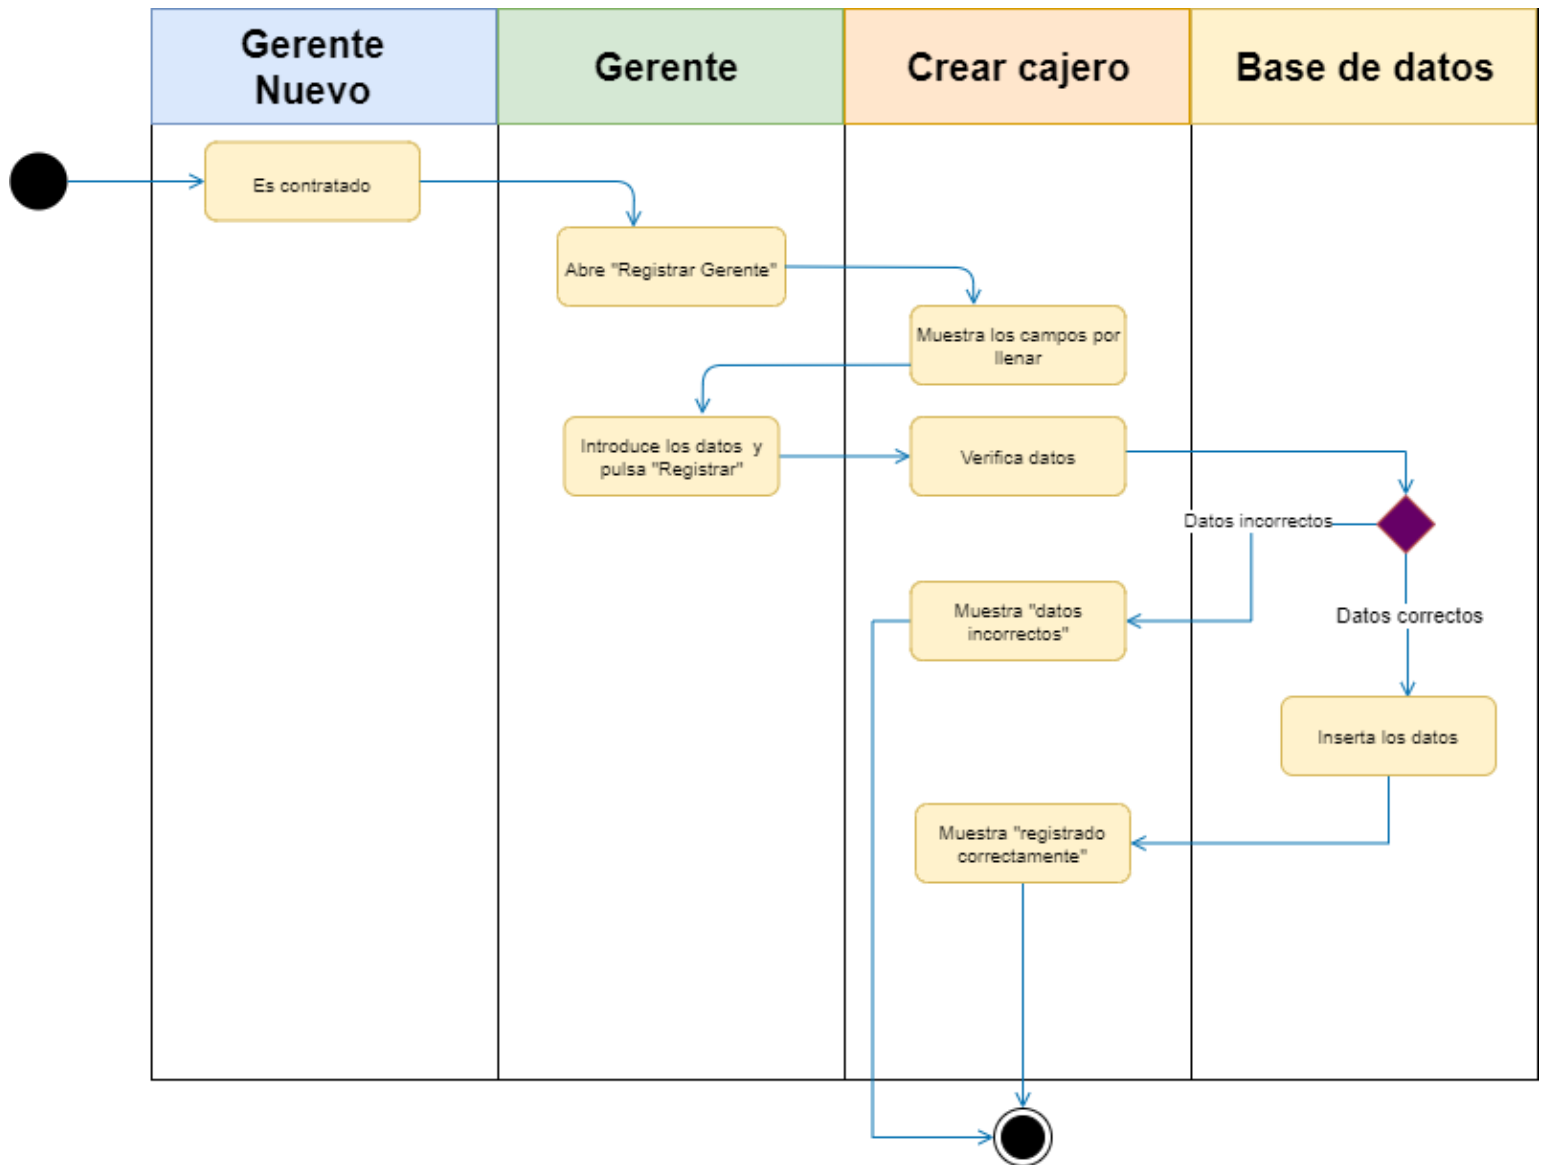 Gerente
Nuevo
Gerente
Crear cajero
Base de datos
Es contratado
Abre "Registrar Gerente"
Muestra los campos por
llenar
Introduce los datos y
pulsa "Registrar"
Verifica datos
Datos incorrectos
Muestra "datos
incorrectos"
Datos correctos
Inserta los datos
Muestra "registrado
correctamente"